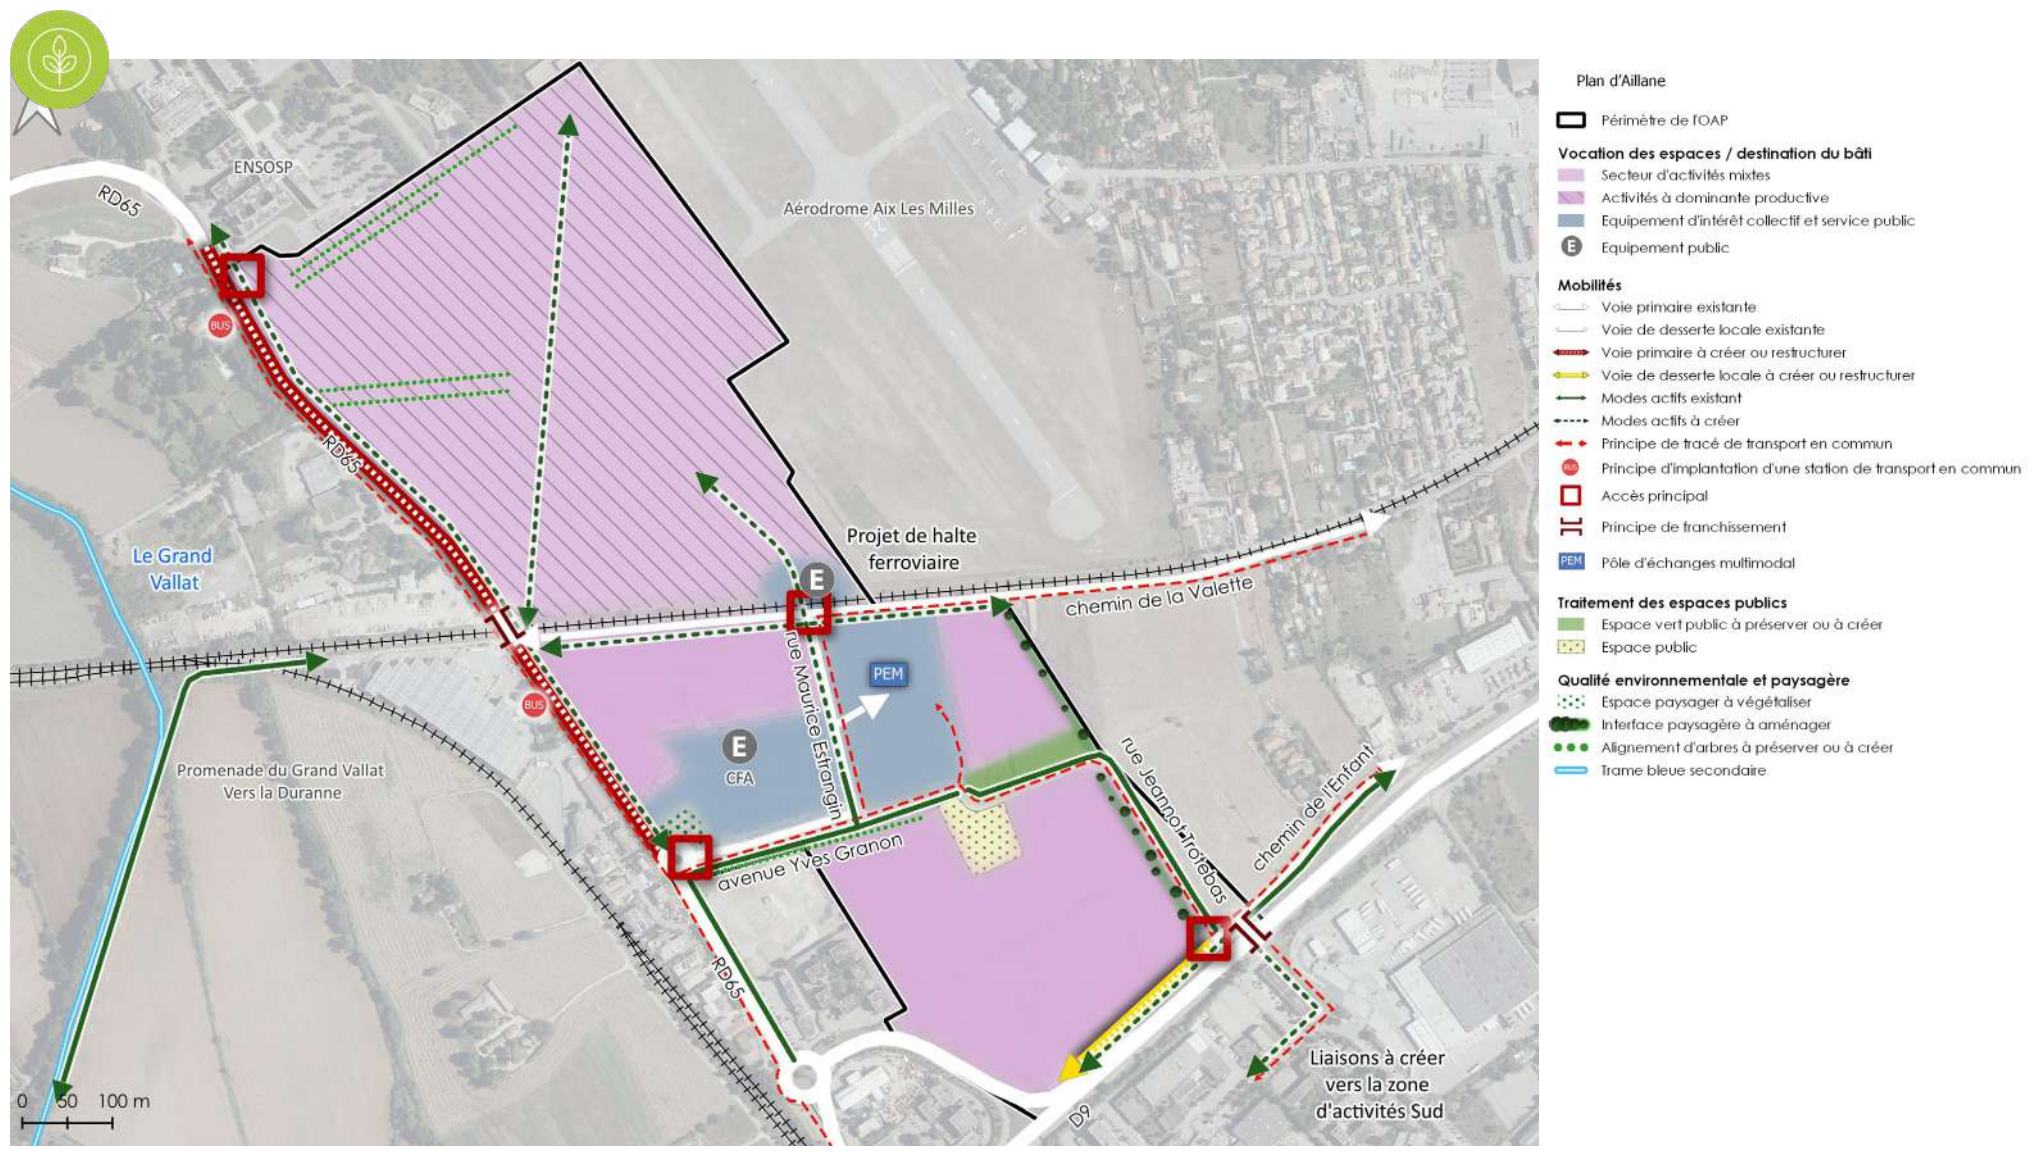 ENSOSP
RD65
Aérodrome Aix Les Milles
BUS
RD65
Le Grand
Vallat
Projet de halte
ferroviaire
E
chemin de la Valette
rue Maurice Estrangin
PEM
BUS
E
CFA
Promenade du Grand Vallat
Vers la Duranne
rue Jeannot Trotebas
chemin de l'Enfant
avenue Yves Granon
RD65
Liaisons à créer
vers la zone
d'activités Sud
D9
0 50 100 m
Plan d'Aillane
Périmètre de l'OAP
Vocation des espaces / destination du bâti
Secteur d'activités mixtes
Activités à dominante productive
Equipement d'intérêt collectif et service public
E Equipement public
Mobilités
Voie primaire existante
Voie de desserte locale existante
Voie primaire à créer ou restructurer
Voie de desserte locale à créer ou restructurer
Modes actifs existant
Modes actifs à créer
Principe de tracé de transport en commun
BUS Principe d'implantation d'une station de transport en commun
Accès principal
Principe de franchissement
PEM Pôle d'échanges multimodal
Traitement des espaces publics
Espace vert public à préserver ou à créer
Espace public
Qualité environnementale et paysagère
Espace paysager à végétaliser
Interface paysagère à aménager
Alignement d'arbres à préserver ou à créer
Trame bleue secondaire